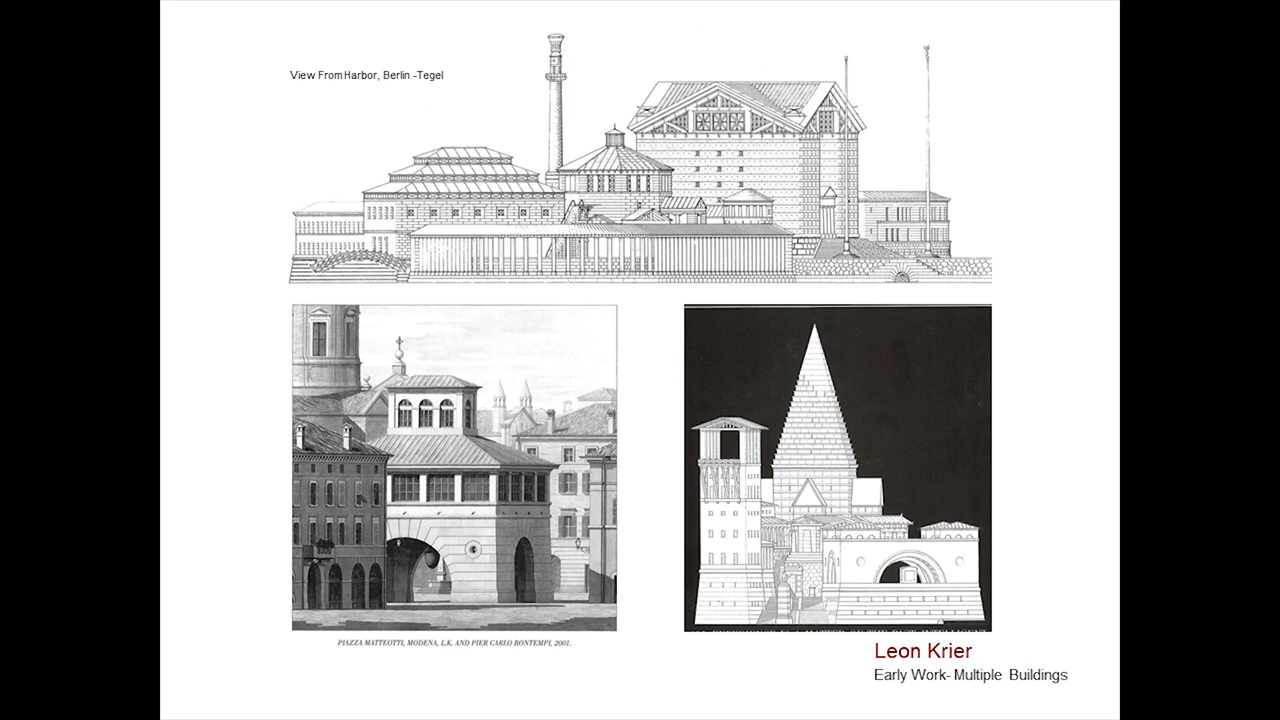 View From Harbor, Berlin -Tegel
PIAZZA MATTEOTTI, MODENA, L.K. AND PIER CARLO BONTEMPI, 2001.
Leon Krier
Early Work- Multiple Buildings